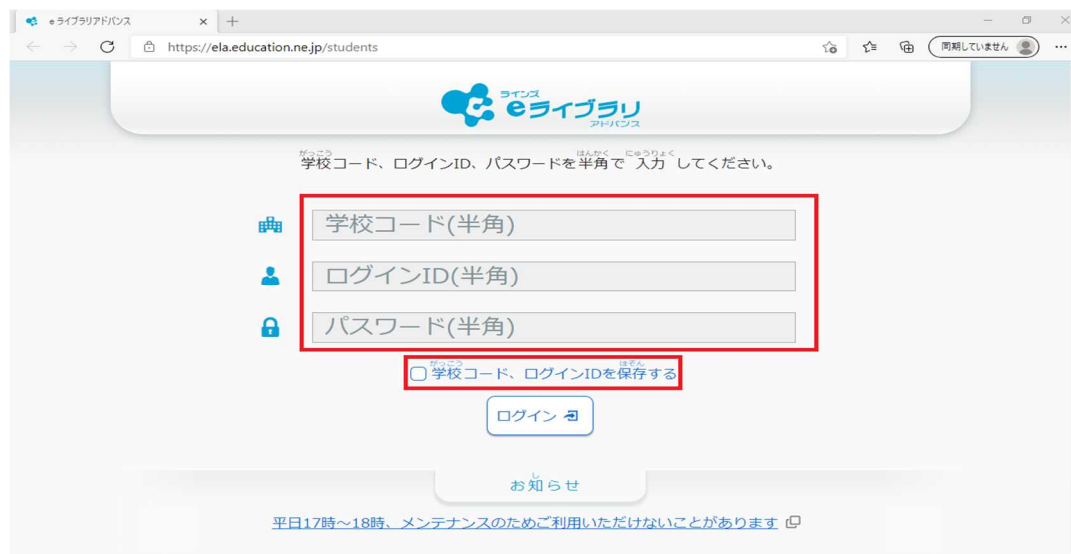 eライブラリアドバンス
https://ela.education.ne.jp/students
同期していません
ラインズ
eライブラリ
アドバンス
がっこう はんかく にゅうりょく
学校コード、ログインID、パスワードを半角で 入力 してください。
学校コード(半角)
ログインID(半角)
パスワード(半角)
がっこう ほぞん
学校コード、ログインIDを保存する
ログイン
し
お知らせ
平日17時～18時、メンテナンスのためご利用いただけないことがあります